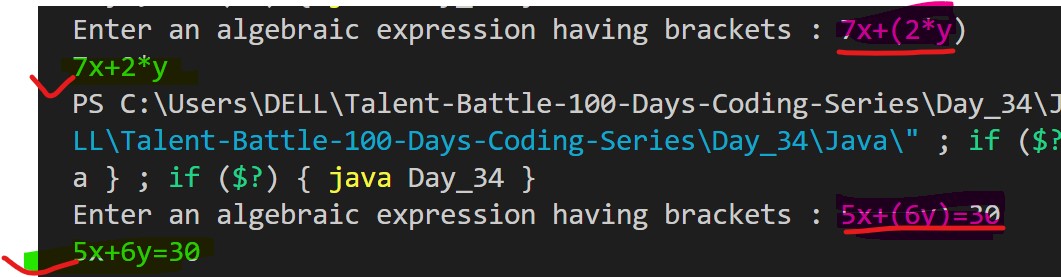 Enter an algebraic expression having brackets : 7x+(2*y)
7x+2*y
PS C:\Users\DELL\Talent-Battle-100-Days-Coding-Series\Day_34\J
LL\Talent-Battle-100-Days-Coding-Series\Day_34\Java\" ; if ($?
a } ; if ($?) { java Day_34 }
Enter an algebraic expression having brackets : 5x+(6y)=30
5x+6y=30